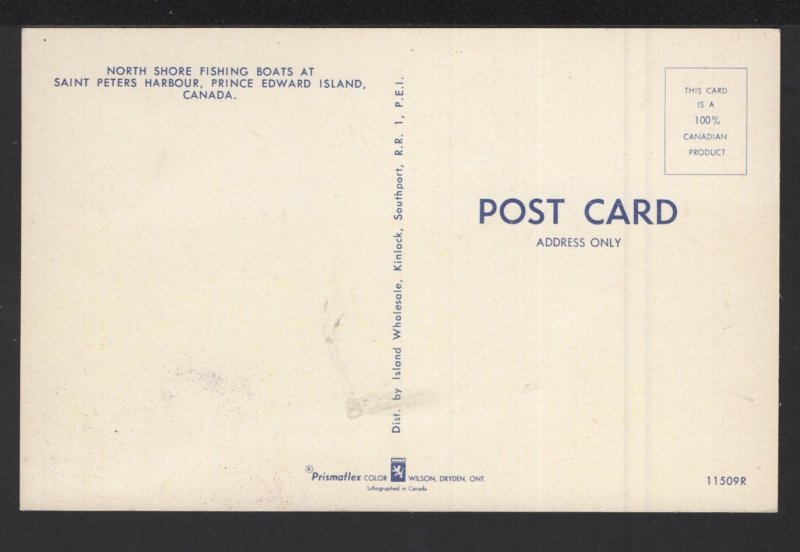 NORTH SHORE FISHING BOATS AT
SAINT PETERS HARBOUR, PRINCE EDWARD ISLAND,
CANADA.
Dist. by Island Wholesale, Kinlock, Southport, R.R. 1, P.E.I.
THIS CARD
IS A
100%
CANADIAN
PRODUCT
POST CARD
ADDRESS ONLY
®Prismaflex COLOR WILSON, DRYDEN, ONT.
Lithographed in Canada
11509R